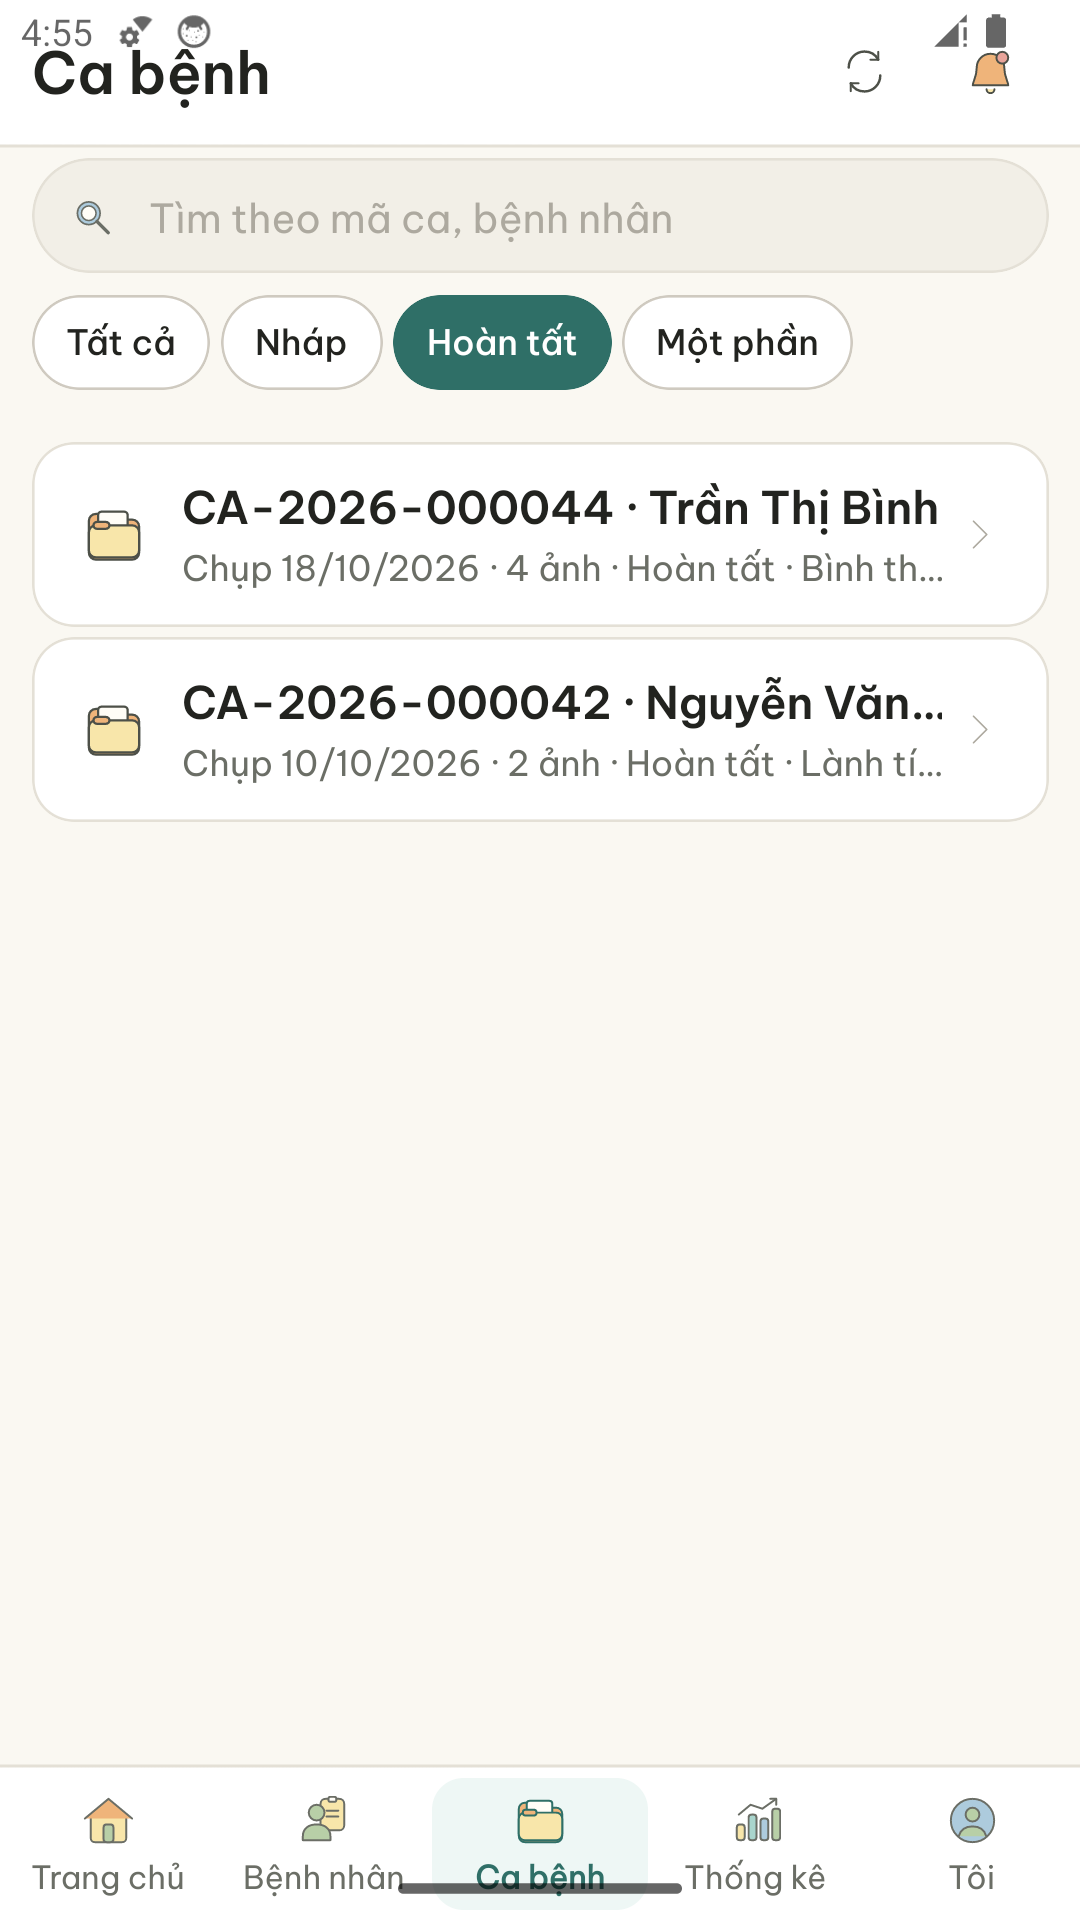 4:55
Ca bệnh
Tìm theo mã ca, bệnh nhân
Tất cả
Nháp
Hoàn tất
Một phần
CA-2026-000044 · Trần Thị Bình
Chụp 18/10/2026 · 4 ảnh · Hoàn tất · Bình th...
CA-2026-000042 · Nguyễn Văn...
Chụp 10/10/2026 · 2 ảnh · Hoàn tất · Lành tí...
Trang chủ
Bệnh nhân
Ca bệnh
Thống kê
Tôi